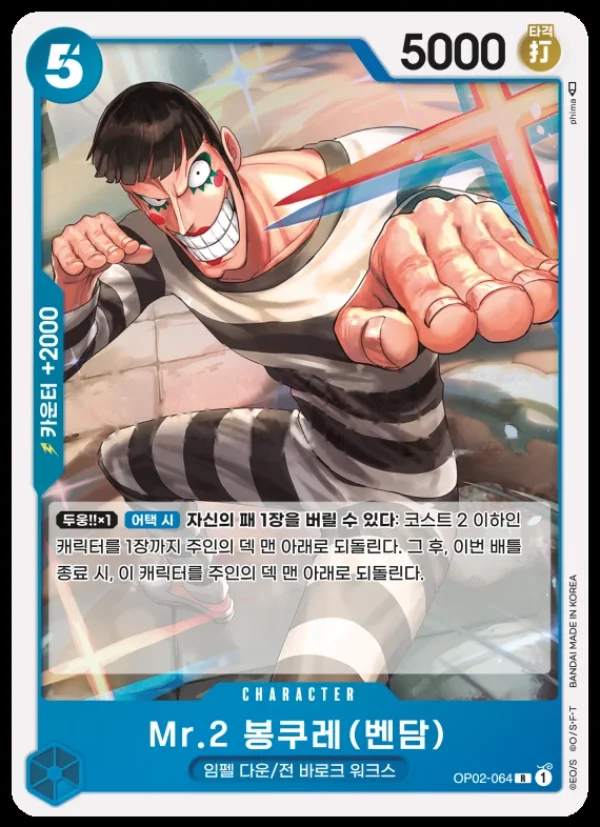 5
5000
타격
打
phima
⚡카운터 +2000
두웅!!×1 어택 시 자신의 패 1장을 버릴 수 있다: 코스트 2 이하인
캐릭터를 1장까지 주인의 덱 맨 아래로 되돌린다. 그 후, 이번 배틀
종료 시, 이 캐릭터를 주인의 덱 맨 아래로 되돌린다.
CHARACTER
Mr.2 봉쿠레(벤담)
임펠 다운/전 바로크 워크스
OP02-064 R 1
©EO/S ©O/S·F·T BANDAI MADE IN KOREA